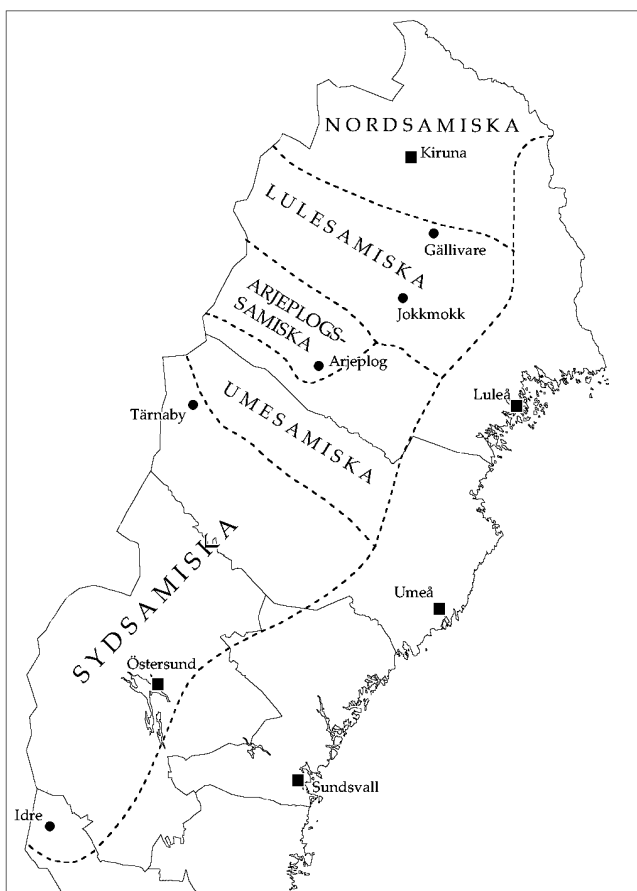 NORDSAMISKA
Kiruna
LULESAMISKA
Gällivare
Jokkmokk
ARJEPLOGS-
SAMISKA
Arjeplog
Luleå
Tärnaby
UMESAMISKA
SYDSAMISKA
Umeå
Östersund
Sundsvall
Idre